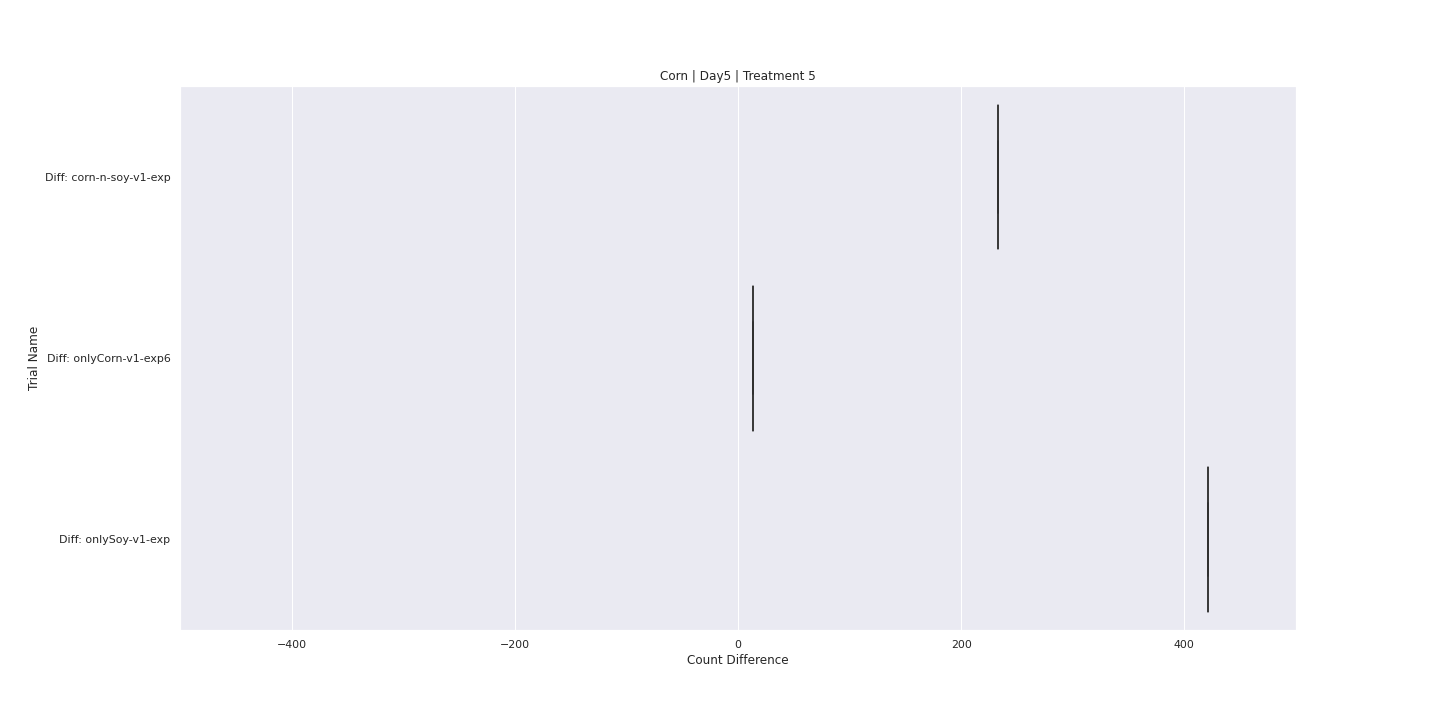 Corn | Day5 | Treatment 5
Diff: corn-n-soy-v1-exp
Diff: onlyCorn-v1-exp6
Diff: onlySoy-v1-exp
Trial Name
−400 −200 0 200 400
Count Difference